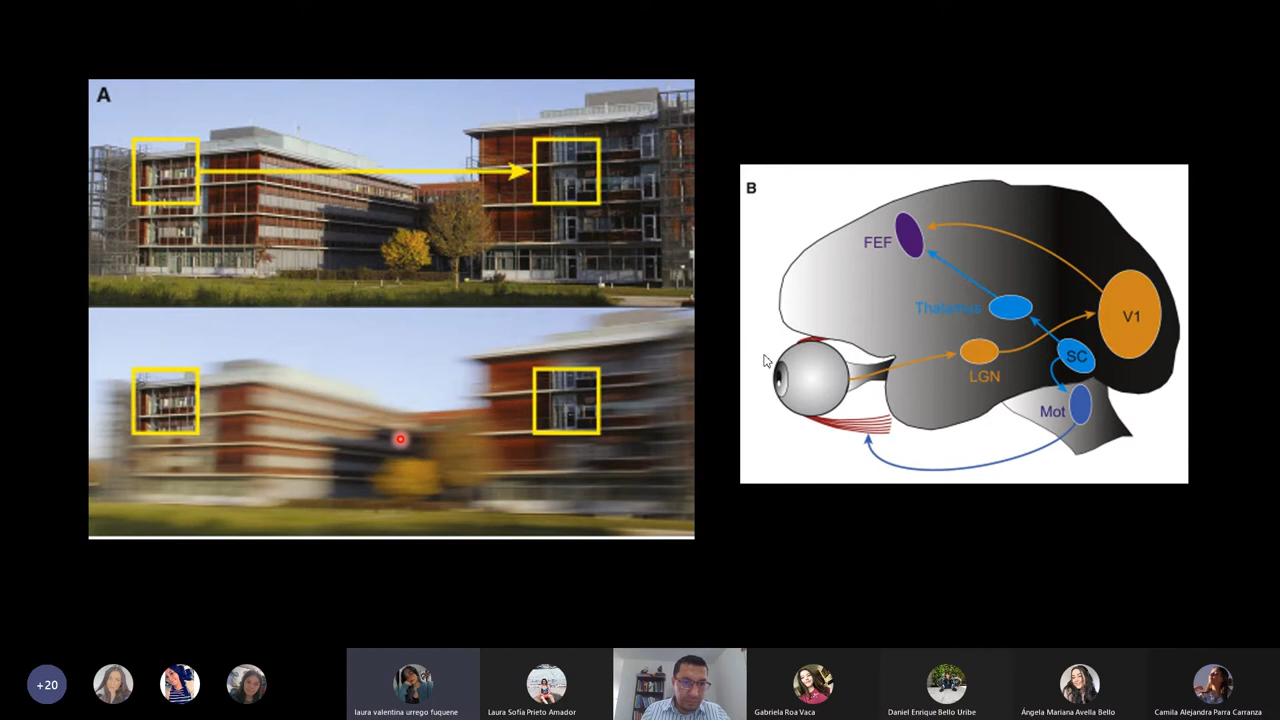 A
B
FEF
Thalamus
V1
SC
LGN
Mot
+20
laura valentina urrego fuquene
Laura Sofía Prieto Amador
Gabriela Roa Vaca
Daniel Enrique Bello Uribe
Ángela Mariana Avella Bello
Camila Alejandra Parra Carranza